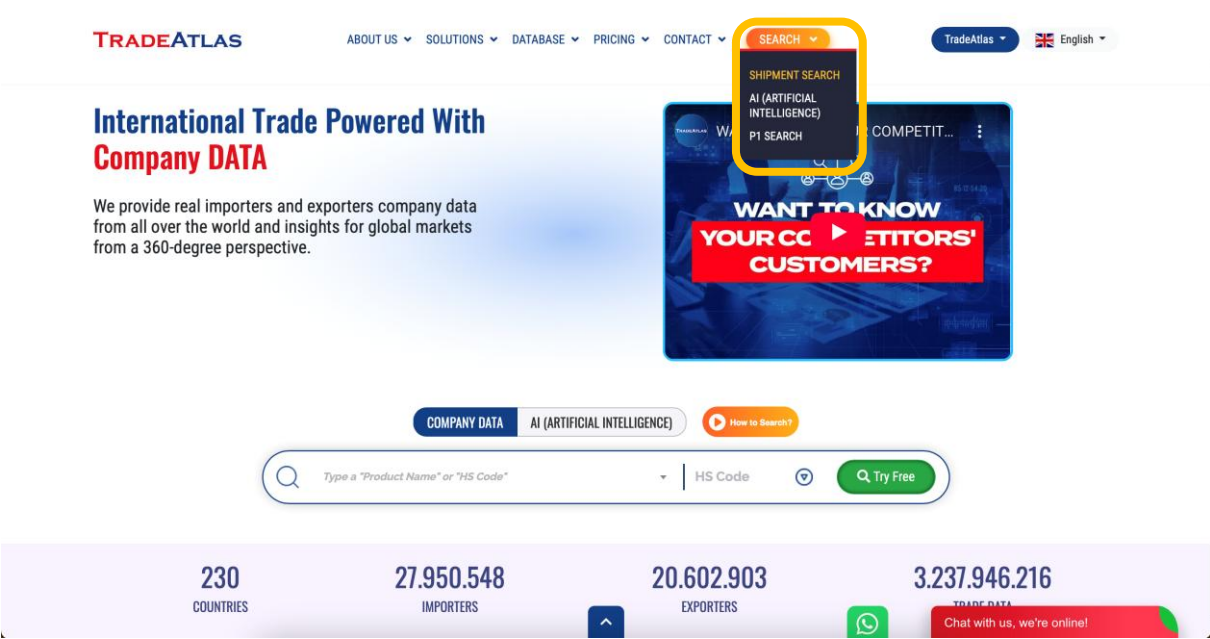 TRADEATLAS
ABOUT US
SOLUTIONS
DATABASE
PRICING
CONTACT
SEARCH
TradeAtlas
English
SHIPMENT SEARCH
AI (ARTIFICIAL
INTELLIGENCE)
P1 SEARCH
International Trade Powered With
Company DATA
We provide real importers and exporters company data
from all over the world and insights for global markets
from a 360-degree perspective.
COMPETIT...
WANT TO KNOW
YOUR COMPETITORS'
CUSTOMERS?
COMPANY DATA
AI (ARTIFICIAL INTELLIGENCE)
How to Search?
Type a "Product Name" or "HS Code"
HS Code
Try Free
230
COUNTRIES
27.950.548
IMPORTERS
20.602.903
EXPORTERS
3.237.946.216
TRADE DATA
Chat with us, we're online!